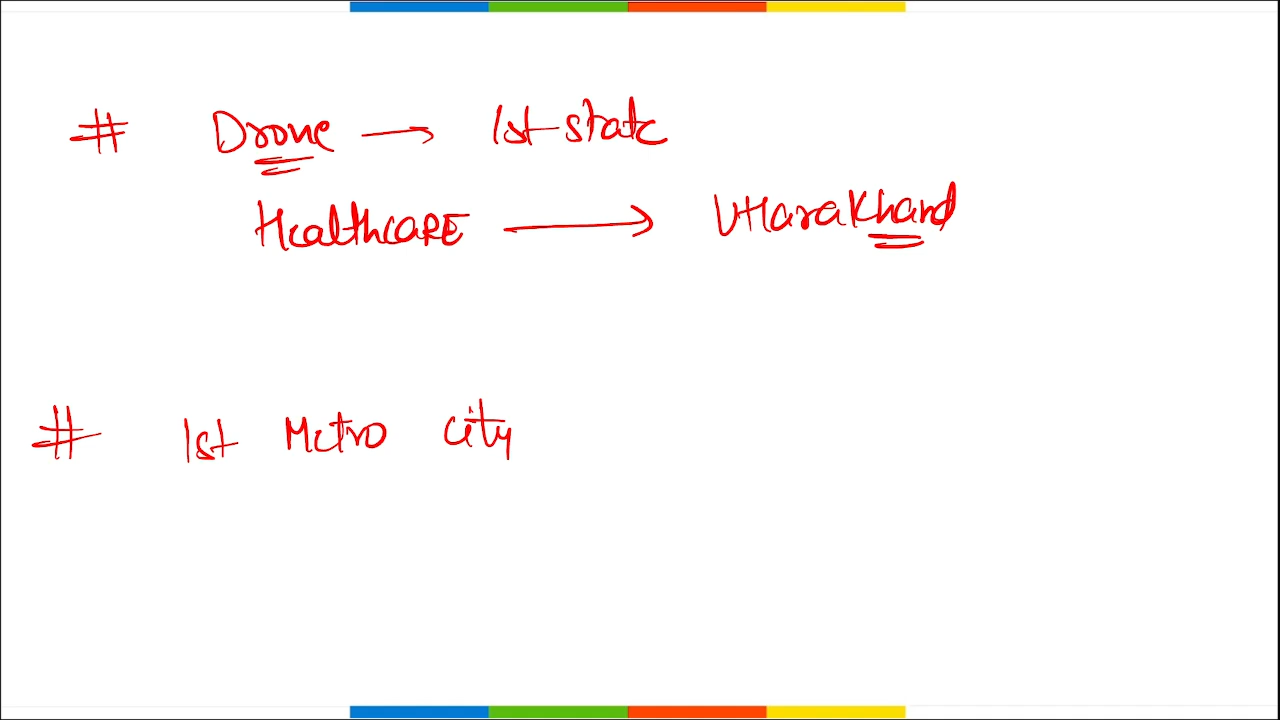 # Drone → 1st state
HealthcARE → Uttarakhand
# 1st Metro city